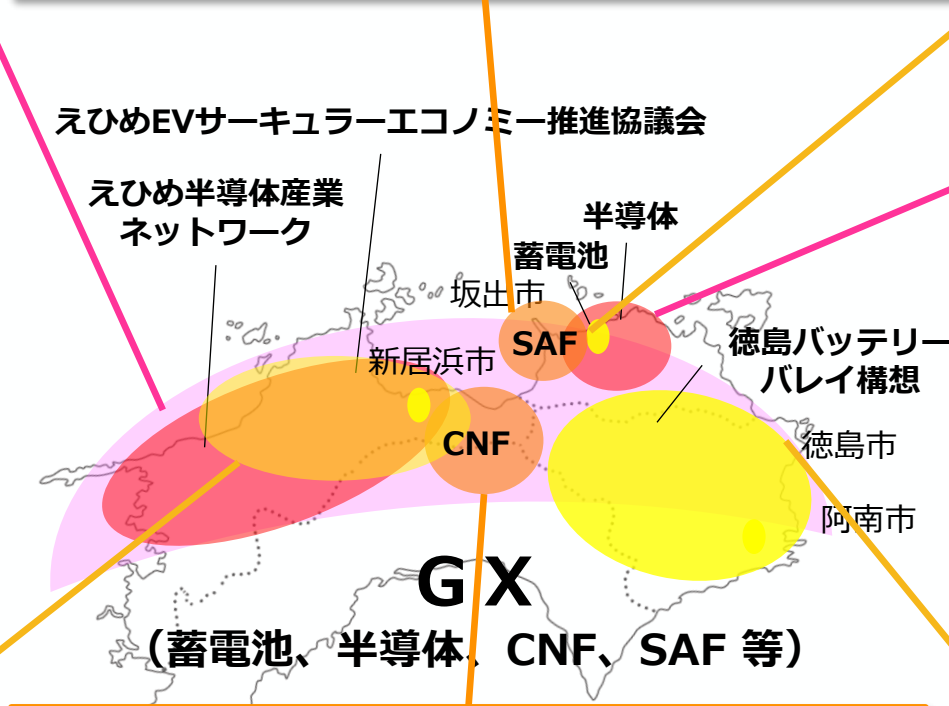 えひめEVサーキュラーエコノミー推進協議会
えひめ半導体産業
ネットワーク
半導体
蓄電池
坂出市
SAF
新居浜市
徳島バッテリー
バレイ構想
CNF
徳島市
阿南市
GX
（蓄電池、半導体、CNF、SAF 等）